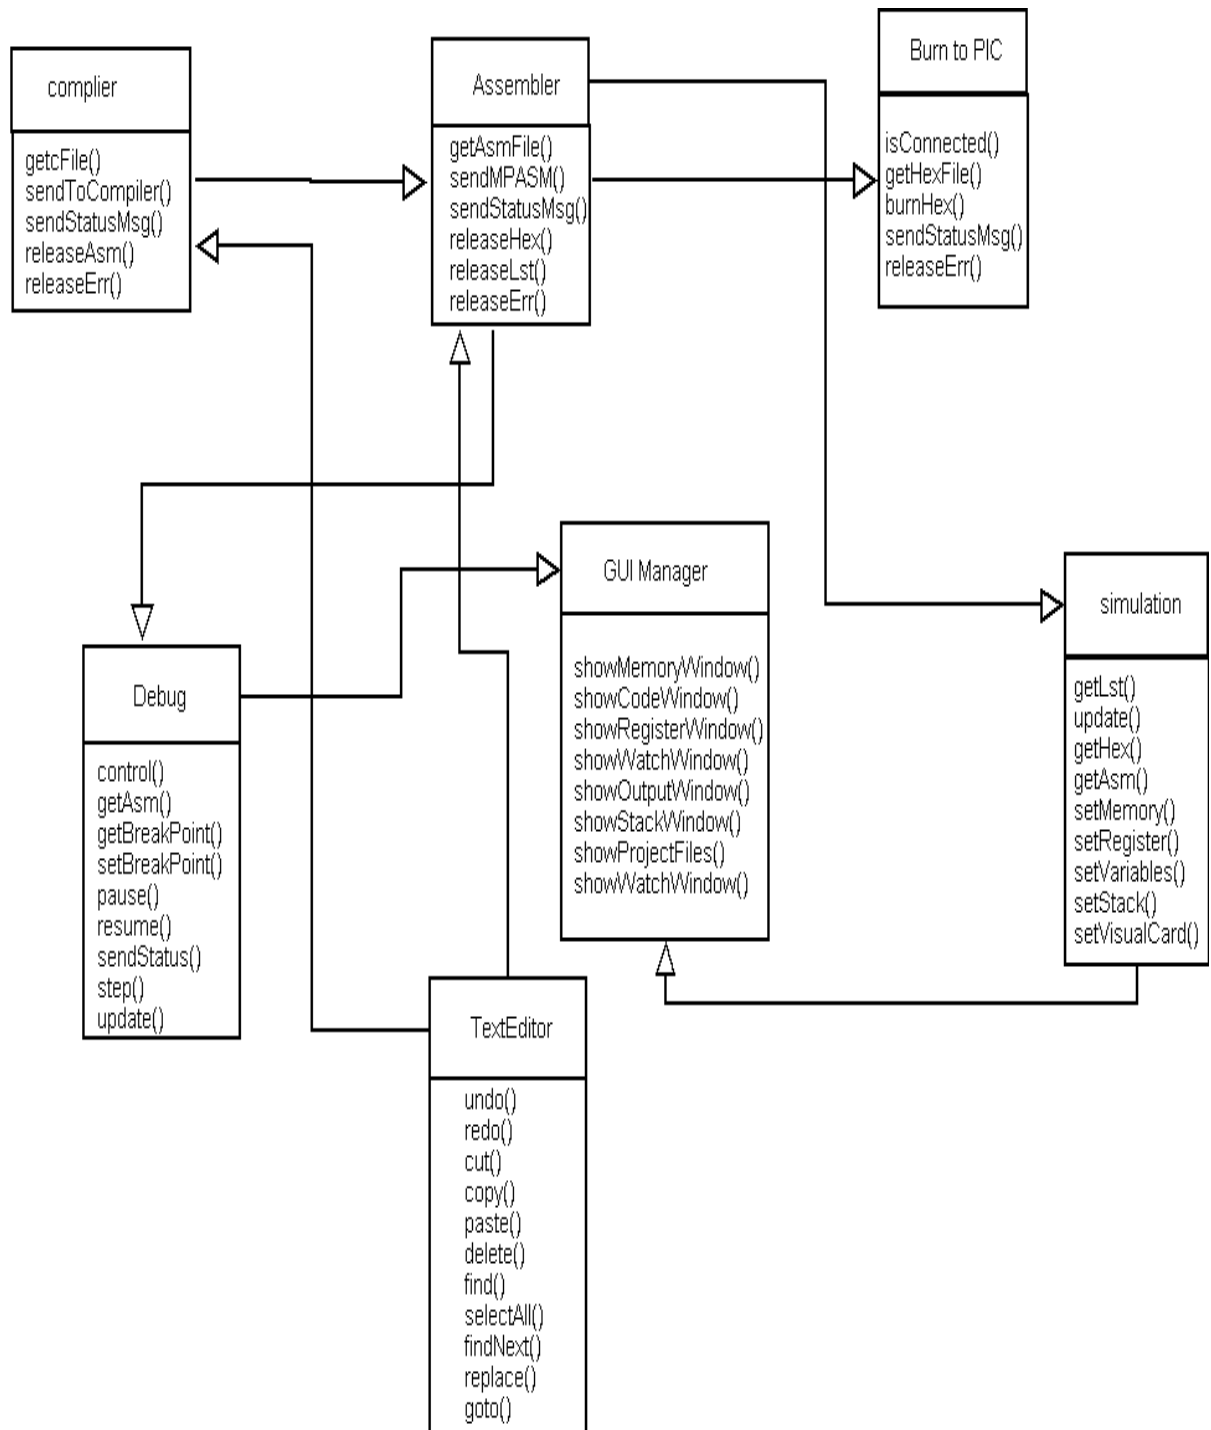 complier
getcFile()
sendToCompiler()
sendStatusMsg()
releaseAsm()
releaseErr()
Assembler
getAsmFile()
sendMPASM()
sendStatusMsg()
releaseHex()
releaseLst()
releaseErr()
Burn to PIC
isConnected()
getHexFile()
burnHex()
sendStatusMsg()
releaseErr()
GUI Manager
showMemoryWindow()
showCodeWindow()
showRegisterWindow()
showWatchWindow()
showOutputWindow()
showStackWindow()
showProjectFiles()
showWatchWindow()
simulation
getLst()
update()
getHex()
getAsm()
setMemory()
setRegister()
setVariables()
setStack()
setVisualCard()
Debug
control()
getAsm()
getBreakPoint()
setBreakPoint()
pause()
resume()
sendStatus()
step()
update()
TextEditor
undo()
redo()
cut()
copy()
paste()
delete()
find()
selectAll()
findNext()
replace()
goto()